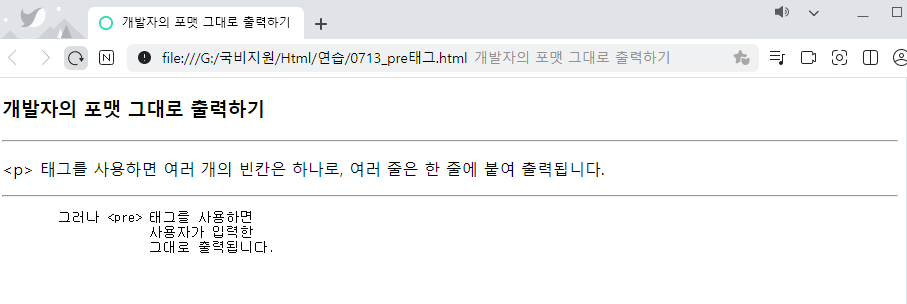 개발자의 포맷 그대로 출력하기
file:///G:/국비지원/Html/연습/0713_pre태그.html 개발자의 포맷 그대로 출력하기
개발자의 포맷 그대로 출력하기
<p> 태그를 사용하면 여러 개의 빈칸은 하나로, 여러 줄은 한 줄에 붙여 출력됩니다.
그러나 <pre> 태그를 사용하면
사용자가 입력한
그대로 출력됩니다.